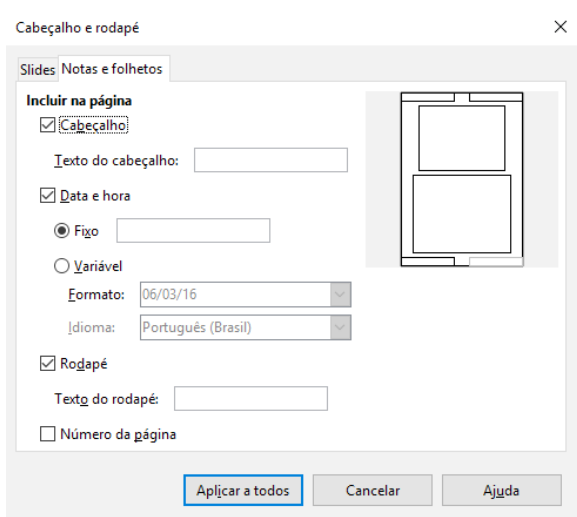 Cabeçalho e rodapé
Slides Notas e folhetos
Incluir na página
Cabeçalho
Texto do cabeçalho:
Data e hora
Fixo
Variável
Formato: 06/03/16
Idioma: Português (Brasil)
Rodapé
Texto do rodapé:
Número da página
Aplicar a todos Cancelar Ajuda